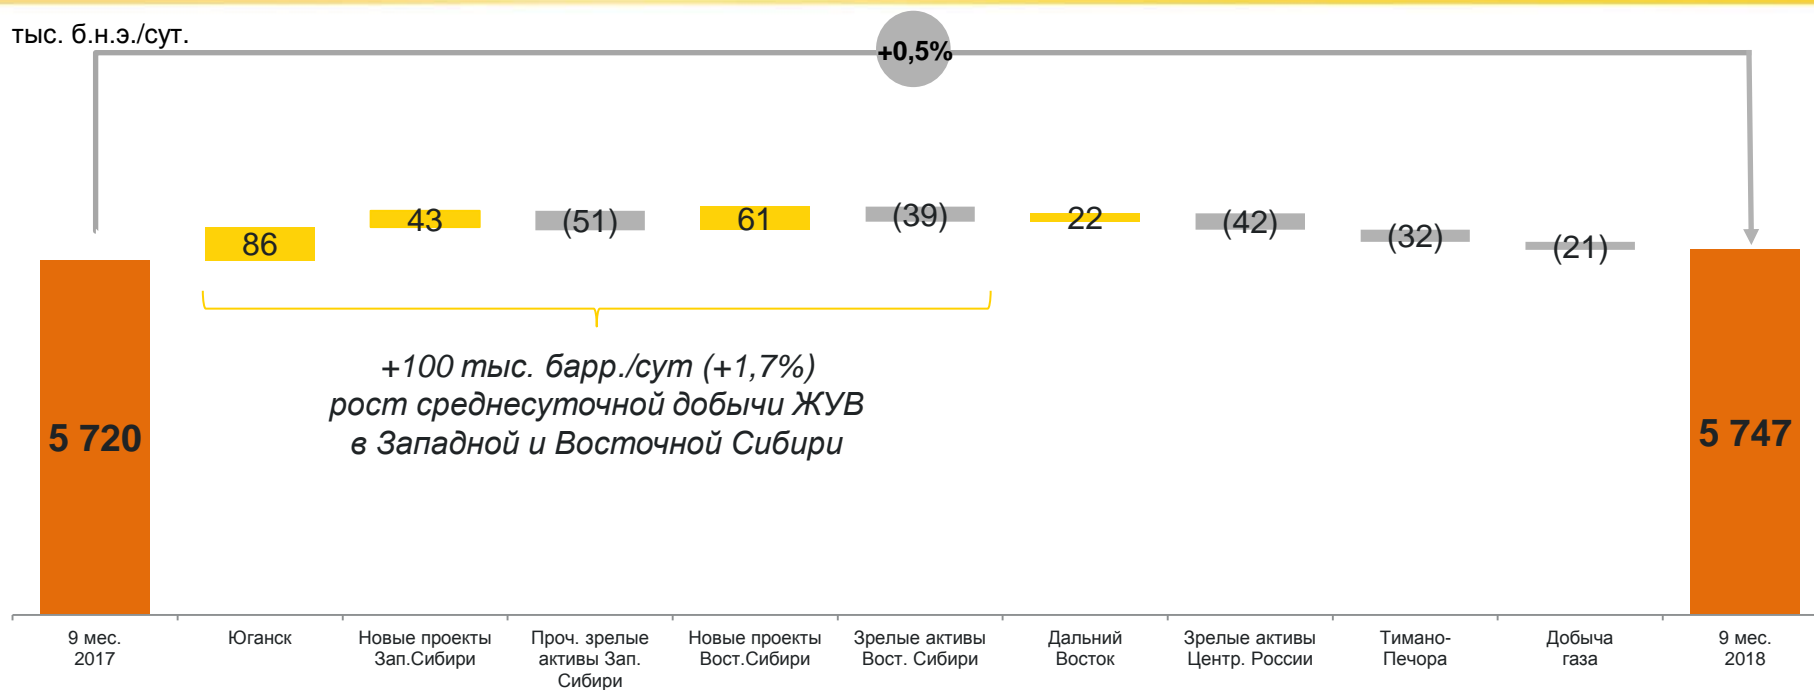 тыс. б.н.э./сут.
+0,5%
86
43
(51)
61
(39)
22
(42)
(32)
(21)
+100 тыс. барр./сут (+1,7%)
рост среднесуточной добычи ЖУВ
в Западной и Восточной Сибири
5 720
5 747
9 мес.
2017
Юганск
Новые проекты
Зап.Сибири
Проч. зрелые
активы Зап.
Сибири
Новые проекты
Вост.Сибири
Зрелые активы
Вост. Сибири
Дальний
Восток
Зрелые активы
Центр. России
Тимано-
Печора
Добыча
газа
9 мес.
2018